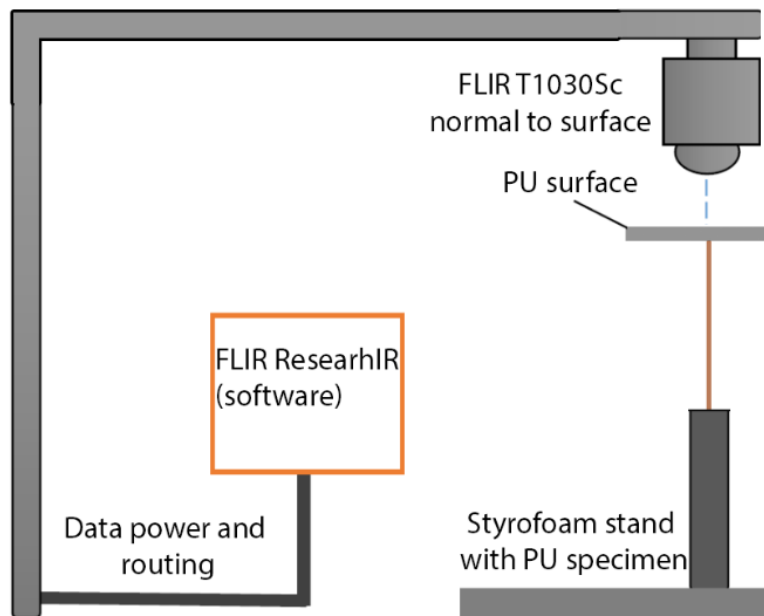 FLIR T1030Sc
normal to surface
PU surface
FLIR ResearhIR
(software)
Data power and
routing
Styrofoam stand
with PU specimen